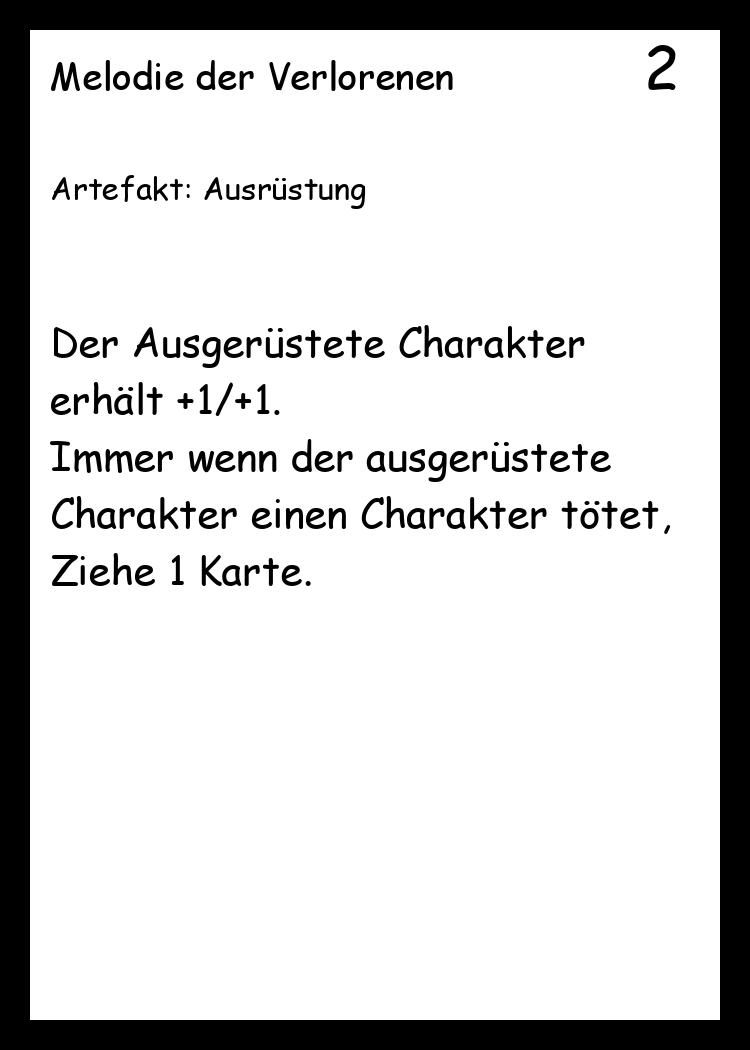 Melodie der Verlorenen 2
Artefakt: Ausrüstung
Der Ausgerüstete Charakter
erhält +1/+1.
Immer wenn der ausgerüstete
Charakter einen Charakter tötet,
Ziehe 1 Karte.